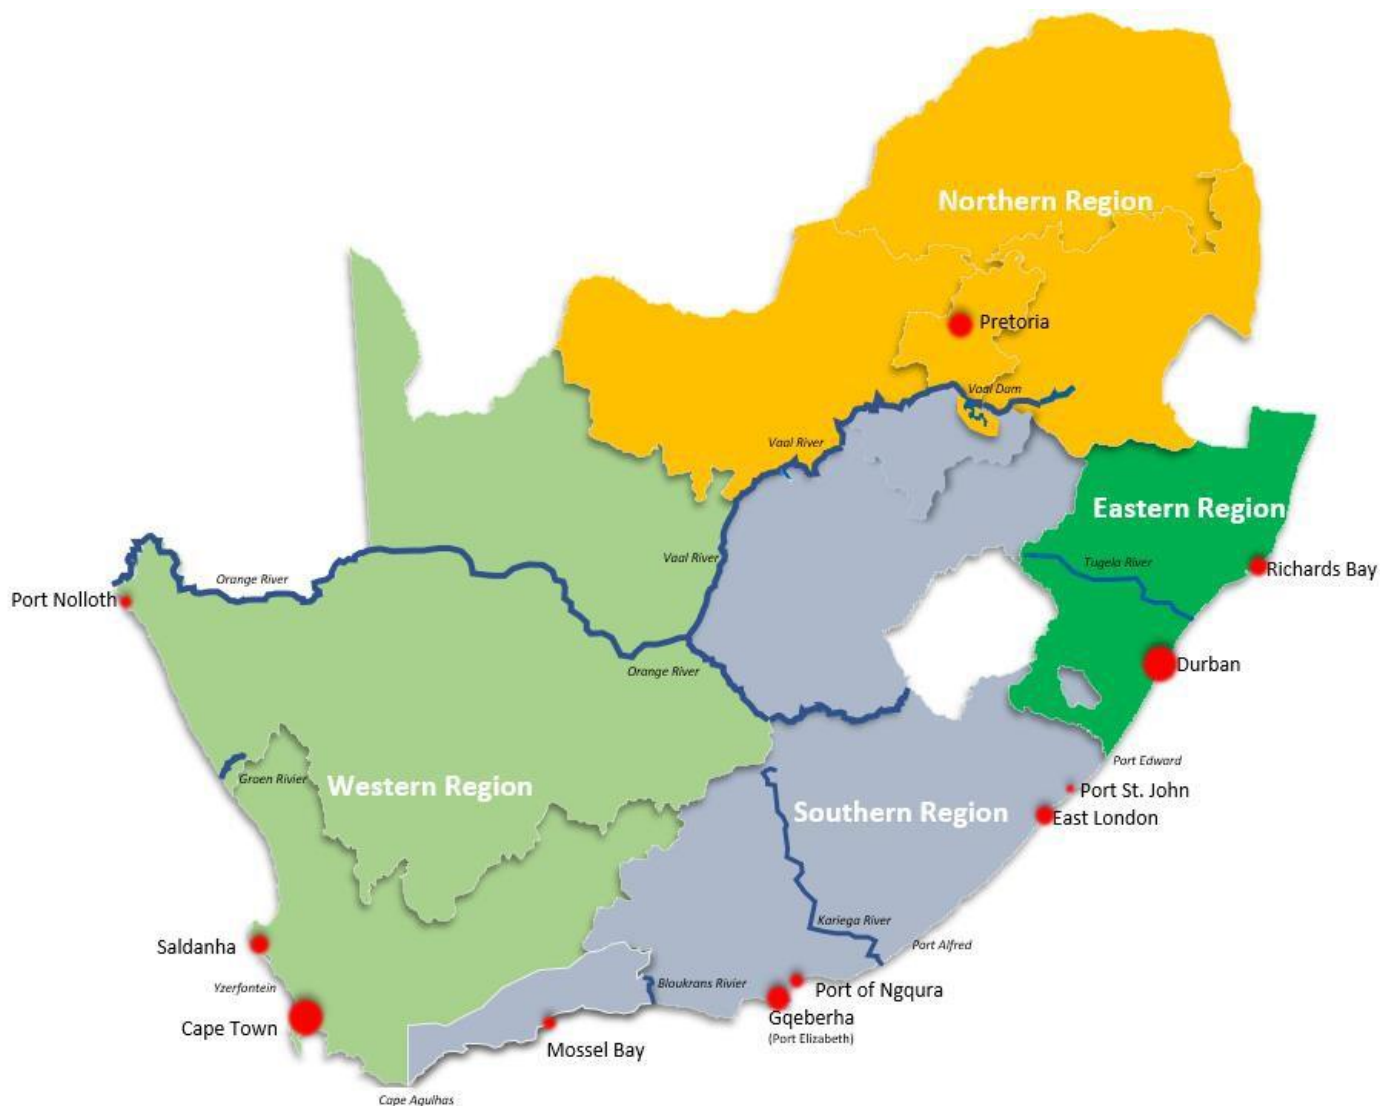 Northern Region
Pretoria
Vaal Dam
Vaal River
Eastern Region
Vaal River
Tugela River
Richards Bay
Orange River
Port Nolloth
Orange River
Durban
Port Edward
Groen Rivier
Western Region
Port St. John
Southern Region
East London
Kariega River
Port Alfred
Saldanha
Yzerfontein
Bloukrans Rivier
Port of Ngqura
Cape Town
Gqeberha
(Port Elizabeth)
Mossel Bay
Cape Agulhas